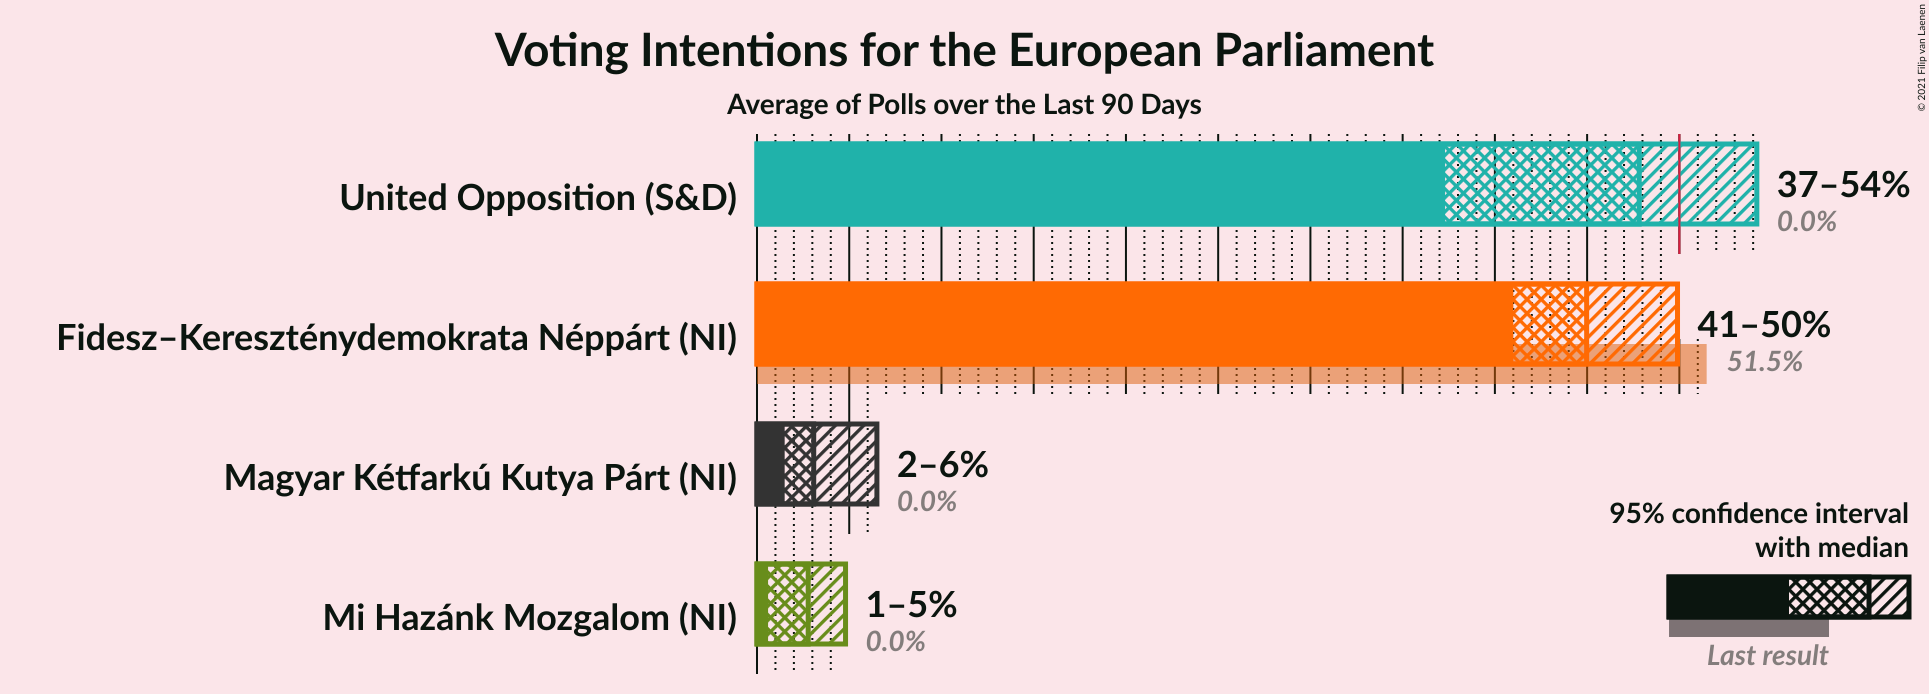 Voting Intentions for the European Parliament
Average of Polls over the Last 90 Days
© 2021 Filip van Laenen
United Opposition (S&D)
37–54%
0.0%
Fidesz–Kereszténydemokrata Néppárt (NI)
41–50%
51.5%
Magyar Kétfarkú Kutya Párt (NI)
2–6%
0.0%
Mi Hazánk Mozgalom (NI)
1–5%
0.0%
95% confidence interval
with median
Last result